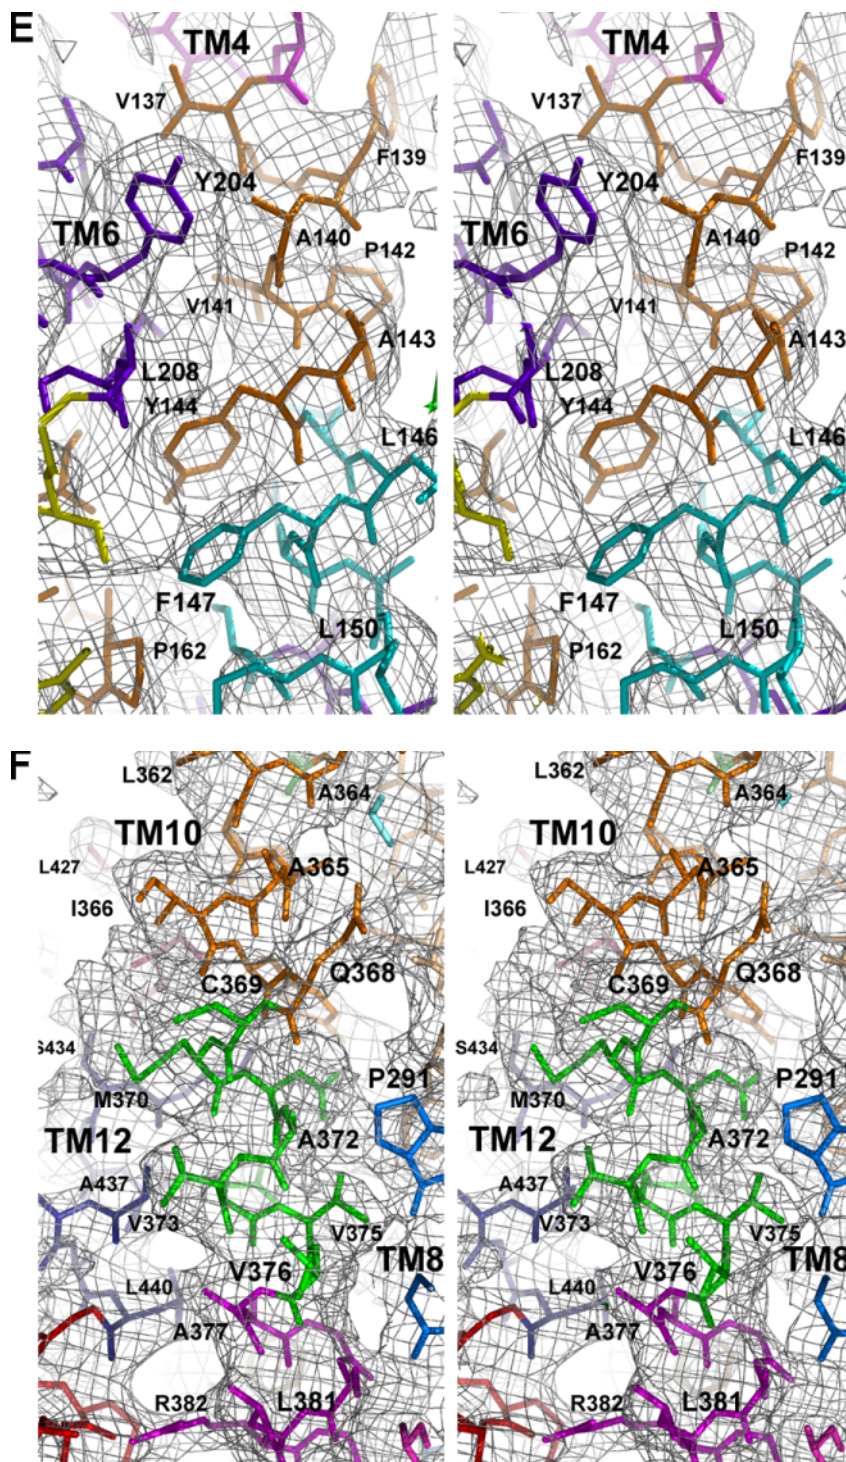 E
TM4 TM4
V137 V137
F139 F139
Y204 Y204
TM6 A140 TM6 A140
P142 P142
V141 V141
A143 A143
L208 L208
Y144 Y144
L146 L146
F147 F147
L150 L150
P162 P162
F
L362 L362
A364 A364
TM10 TM10
L427 A365 L427 A365
I366 I366
C369 Q368 C369 Q368
S434 S434
P291 P291
M370 M370
TM12 A372 TM12 A372
A437 A437
V373 V375 V373 V375
V376 TM8 V376 TM8
L440 L440
A377 A377
R382 L381 R382 L381